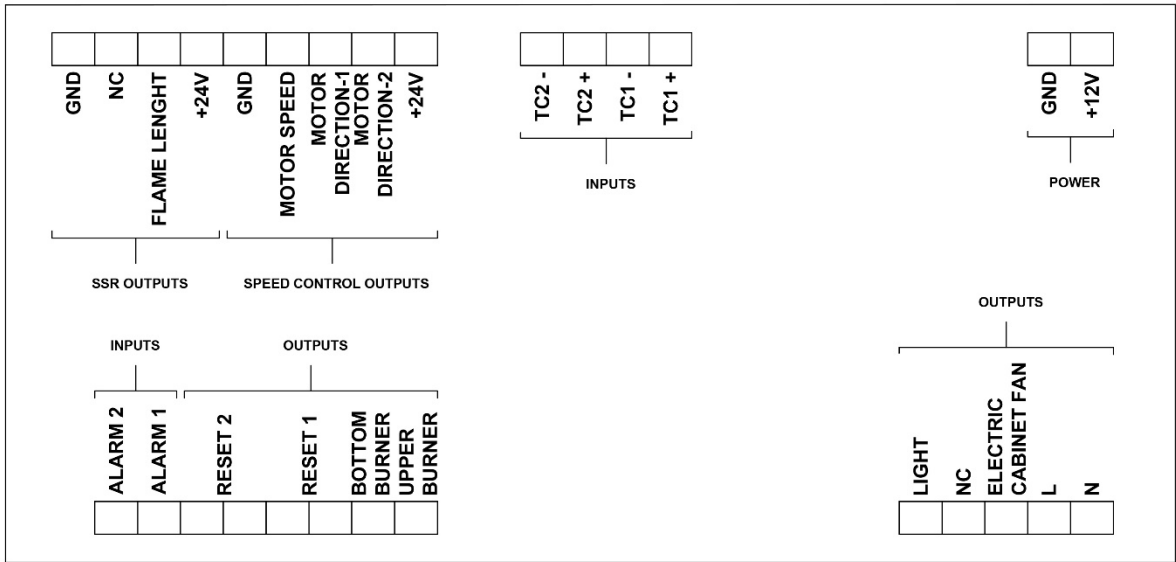 GND
NC
FLAME LENGHT
+24V
GND
MOTOR SPEED
MOTOR
DIRECTION-1
MOTOR
DIRECTION-2
+24V
SSR OUTPUTS
SPEED CONTROL OUTPUTS
TC2 -
TC2 +
TC1 -
TC1 +
INPUTS
GND
+12V
POWER
INPUTS
OUTPUTS
ALARM 2
ALARM 1
RESET 2
RESET 1
BOTTOM
BURNER
UPPER
BURNER
OUTPUTS
LIGHT
NC
ELECTRIC
CABINET FAN
L
N